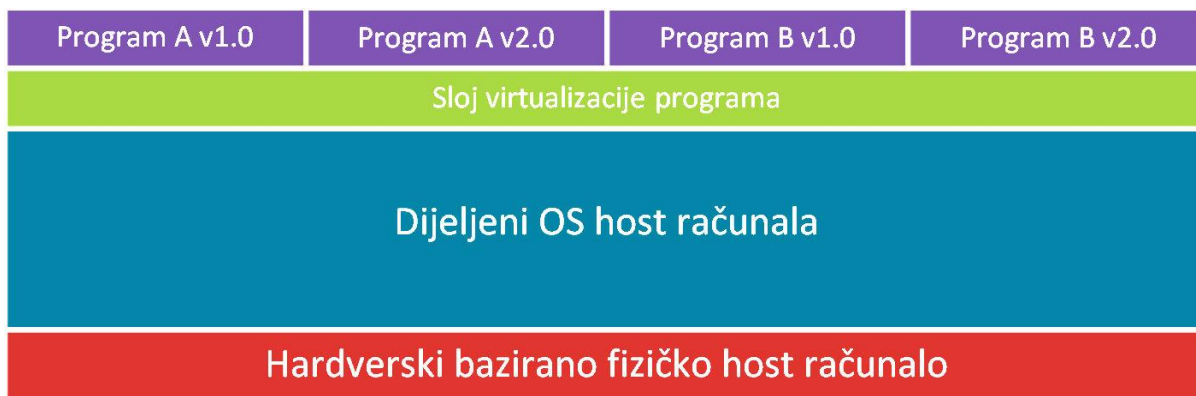 Program A v1.0
Program A v2.0
Program B v1.0
Program B v2.0
Sloj virtualizacije programa
Dijeljeni OS host računala
Hardverski bazirano fizičko host računalo